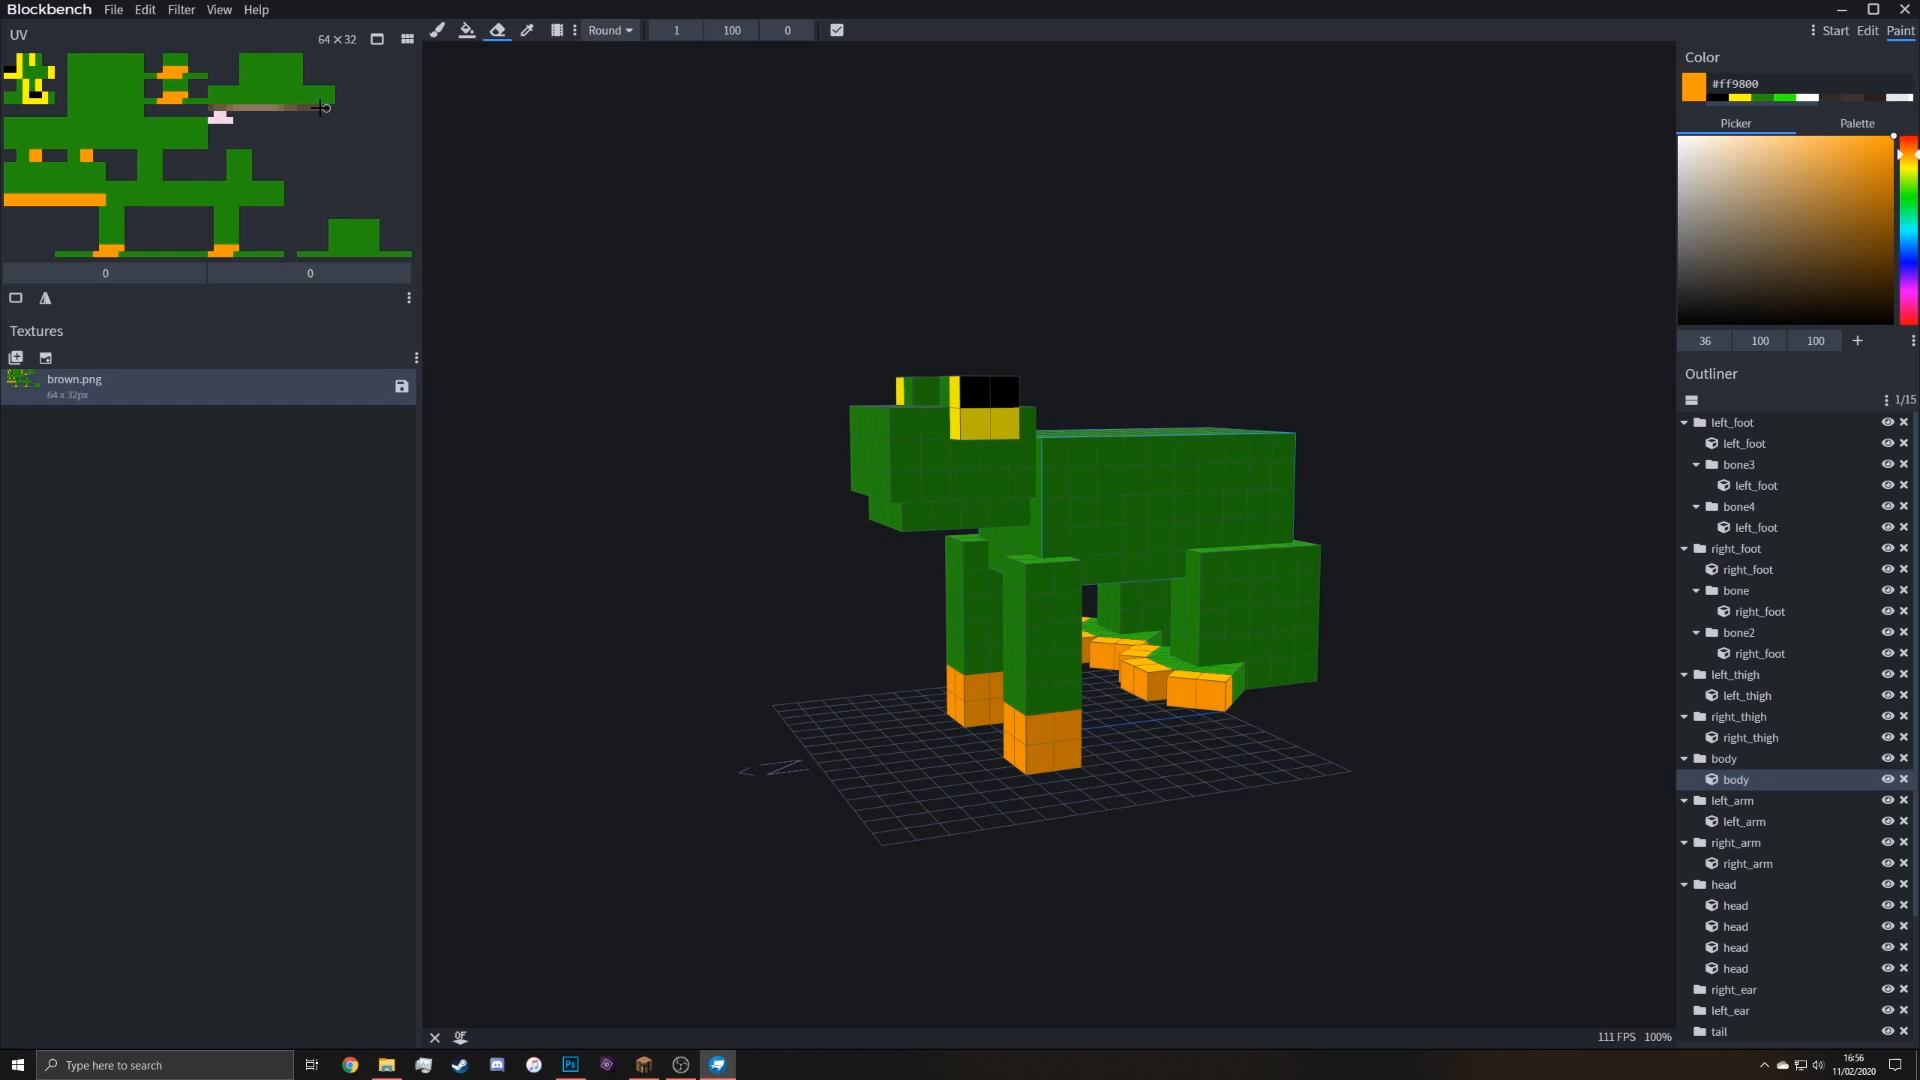 Blockbench File Edit Filter View Help
UV
64×32
Round 1 100 0
Start Edit Paint
Color
#ff9800
Picker Palette
0 0
Textures
brown.png
64 x 32px
36 100 100
Outliner
1/15
left_foot
left_foot
bone3
left_foot
bone4
left_foot
right_foot
right_foot
bone
right_foot
bone2
right_foot
left_thigh
left_thigh
right_thigh
right_thigh
body
body
left_arm
left_arm
right_arm
right_arm
head
head
head
head
head
right_ear
left_ear
tail
OF
111 FPS 100%
Type here to search
Ps
16:56
11/02/2020